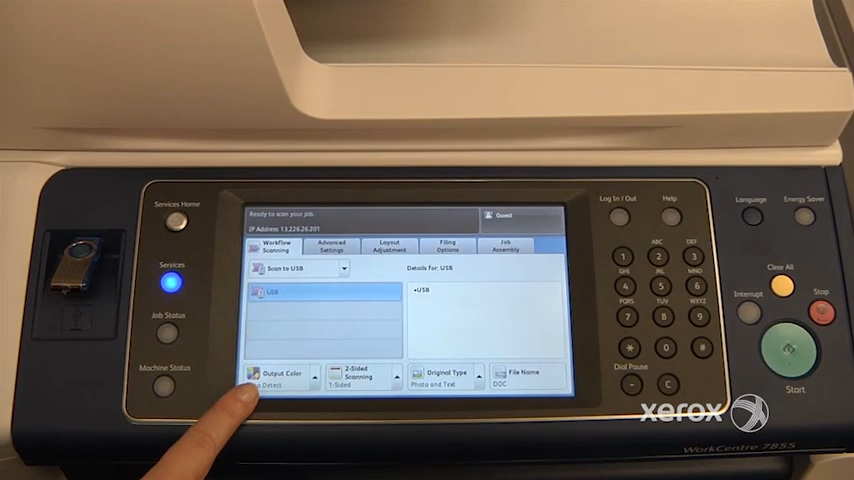 Services Home
Services
Job Status
Machine Status
Ready to scan your job.
IP Address: 13.226.26.201
Guest
Workflow
Scanning
Advanced
Settings
Layout
Adjustment
Filing
Options
Job
Assembly
Scan to USB
Details for: USB
USB
•USB
Output Color
Detect
2-Sided
Scanning
1-Sided
Original Type
Photo and Text
File Name
DOC
Log In / Out
Help
1
ABC
2
DEF
3
GHI
4
JKL
5
MNO
6
PQRS
7
TUV
8
WXYZ
9
*
0
#
Dial Pause
-
C
Language
Energy Saver
Clear All
Interrupt
Stop
Start
xerox
WorkCentre 7855